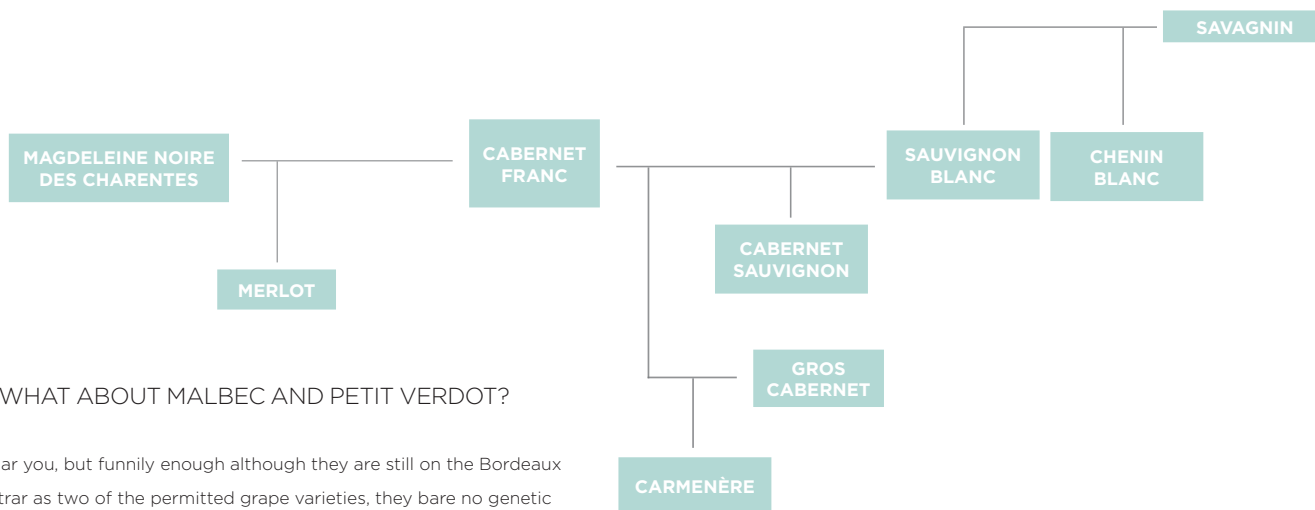 SAVAGNIN
MAGDELEINE NOIRE
DES CHARENTES
CABERNET
FRANC
SAUVIGNON
BLANC
CHENIN
BLANC
CABERNET
SAUVIGNON
MERLOT
GROS
CABERNET
WHAT ABOUT MALBEC AND PETIT VERDOT?
ar you, but funnily enough although they are still on the Bordeaux
trar as two of the permitted grape varieties, they bare no genetic
CARMENÈRE